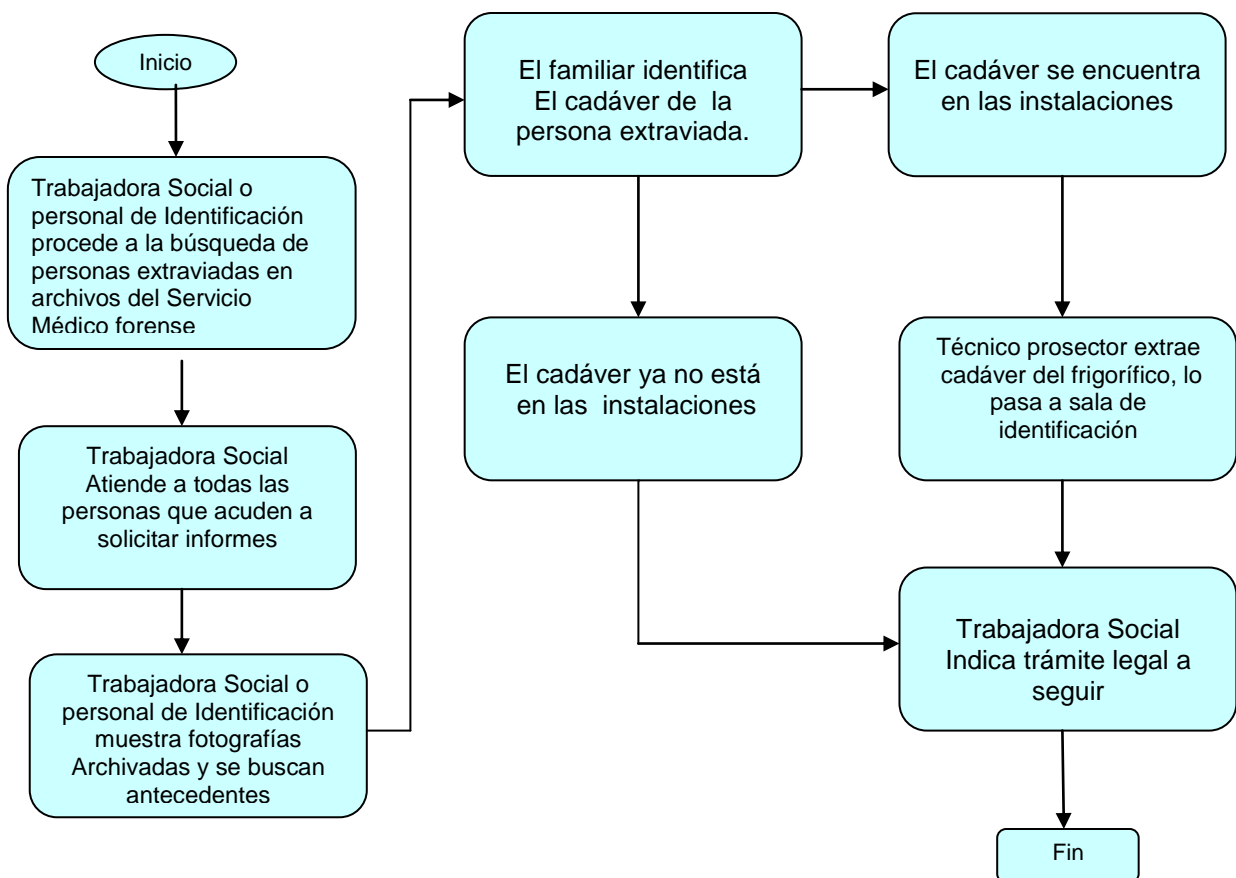 Inicio
Trabajadora Social o
personal de Identificación
procede a la búsqueda de
personas extraviadas en
archivos del Servicio
Médico forense
Trabajadora Social
Atiende a todas las
personas que acuden a
solicitar informes
Trabajadora Social o
personal de Identificación
muestra fotografías
Archivadas y se buscan
antecedentes
El familiar identifica
El cadáver de la
persona extraviada.
El cadáver ya no está
en las instalaciones
El cadáver se encuentra
en las instalaciones
Técnico prosector extrae
cadáver del frigorífico, lo
pasa a sala de
identificación
Trabajadora Social
Indica trámite legal a
seguir
Fin